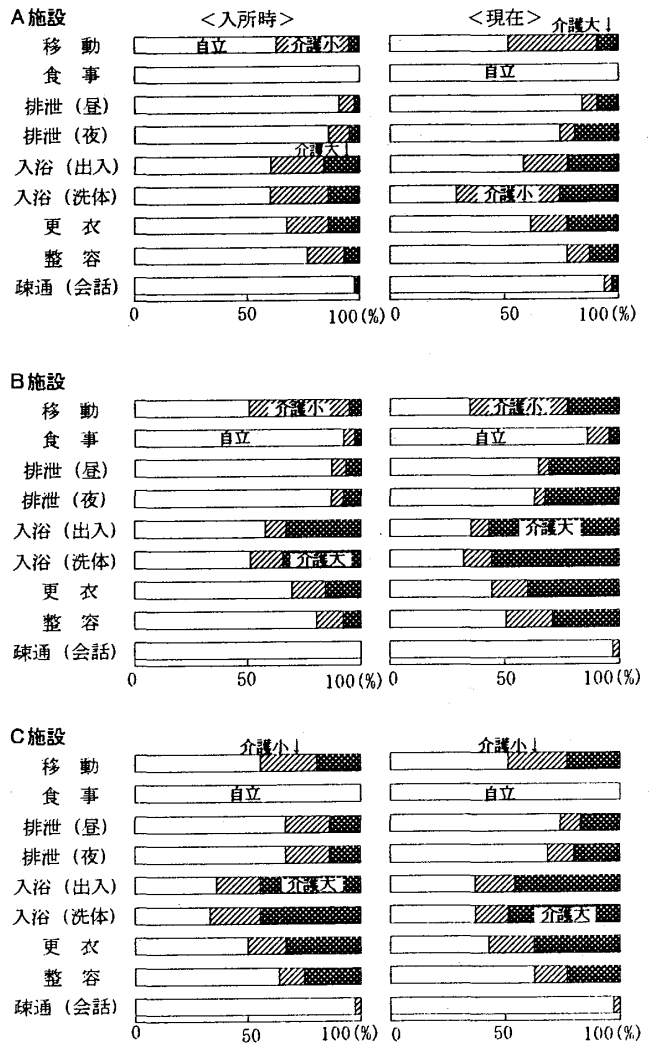 A施設 <入所時> <現在>
介護大↓
移動 自立 介護小
食事 自立
排泄（昼）
排泄（夜）
介護大↓
入浴（出入）
入浴（洗体） 介護小
更衣
整容
疎通（会話）
0 50 100(%) 0 50 100(%)
B施設
移動 介護小 介護小
食事 自立 自立
排泄（昼）
排泄（夜）
入浴（出入） 介護大
入浴（洗体） 介護大
更衣
整容
疎通（会話）
0 50 100(%) 0 50 100(%)
C施設
介護小↓ 介護小↓
移動
食事 自立 自立
排泄（昼）
排泄（夜）
入浴（出入） 介護大
入浴（洗体） 介護大
更衣
整容
疎通（会話）
0 50 100(%) 0 50 100(%)